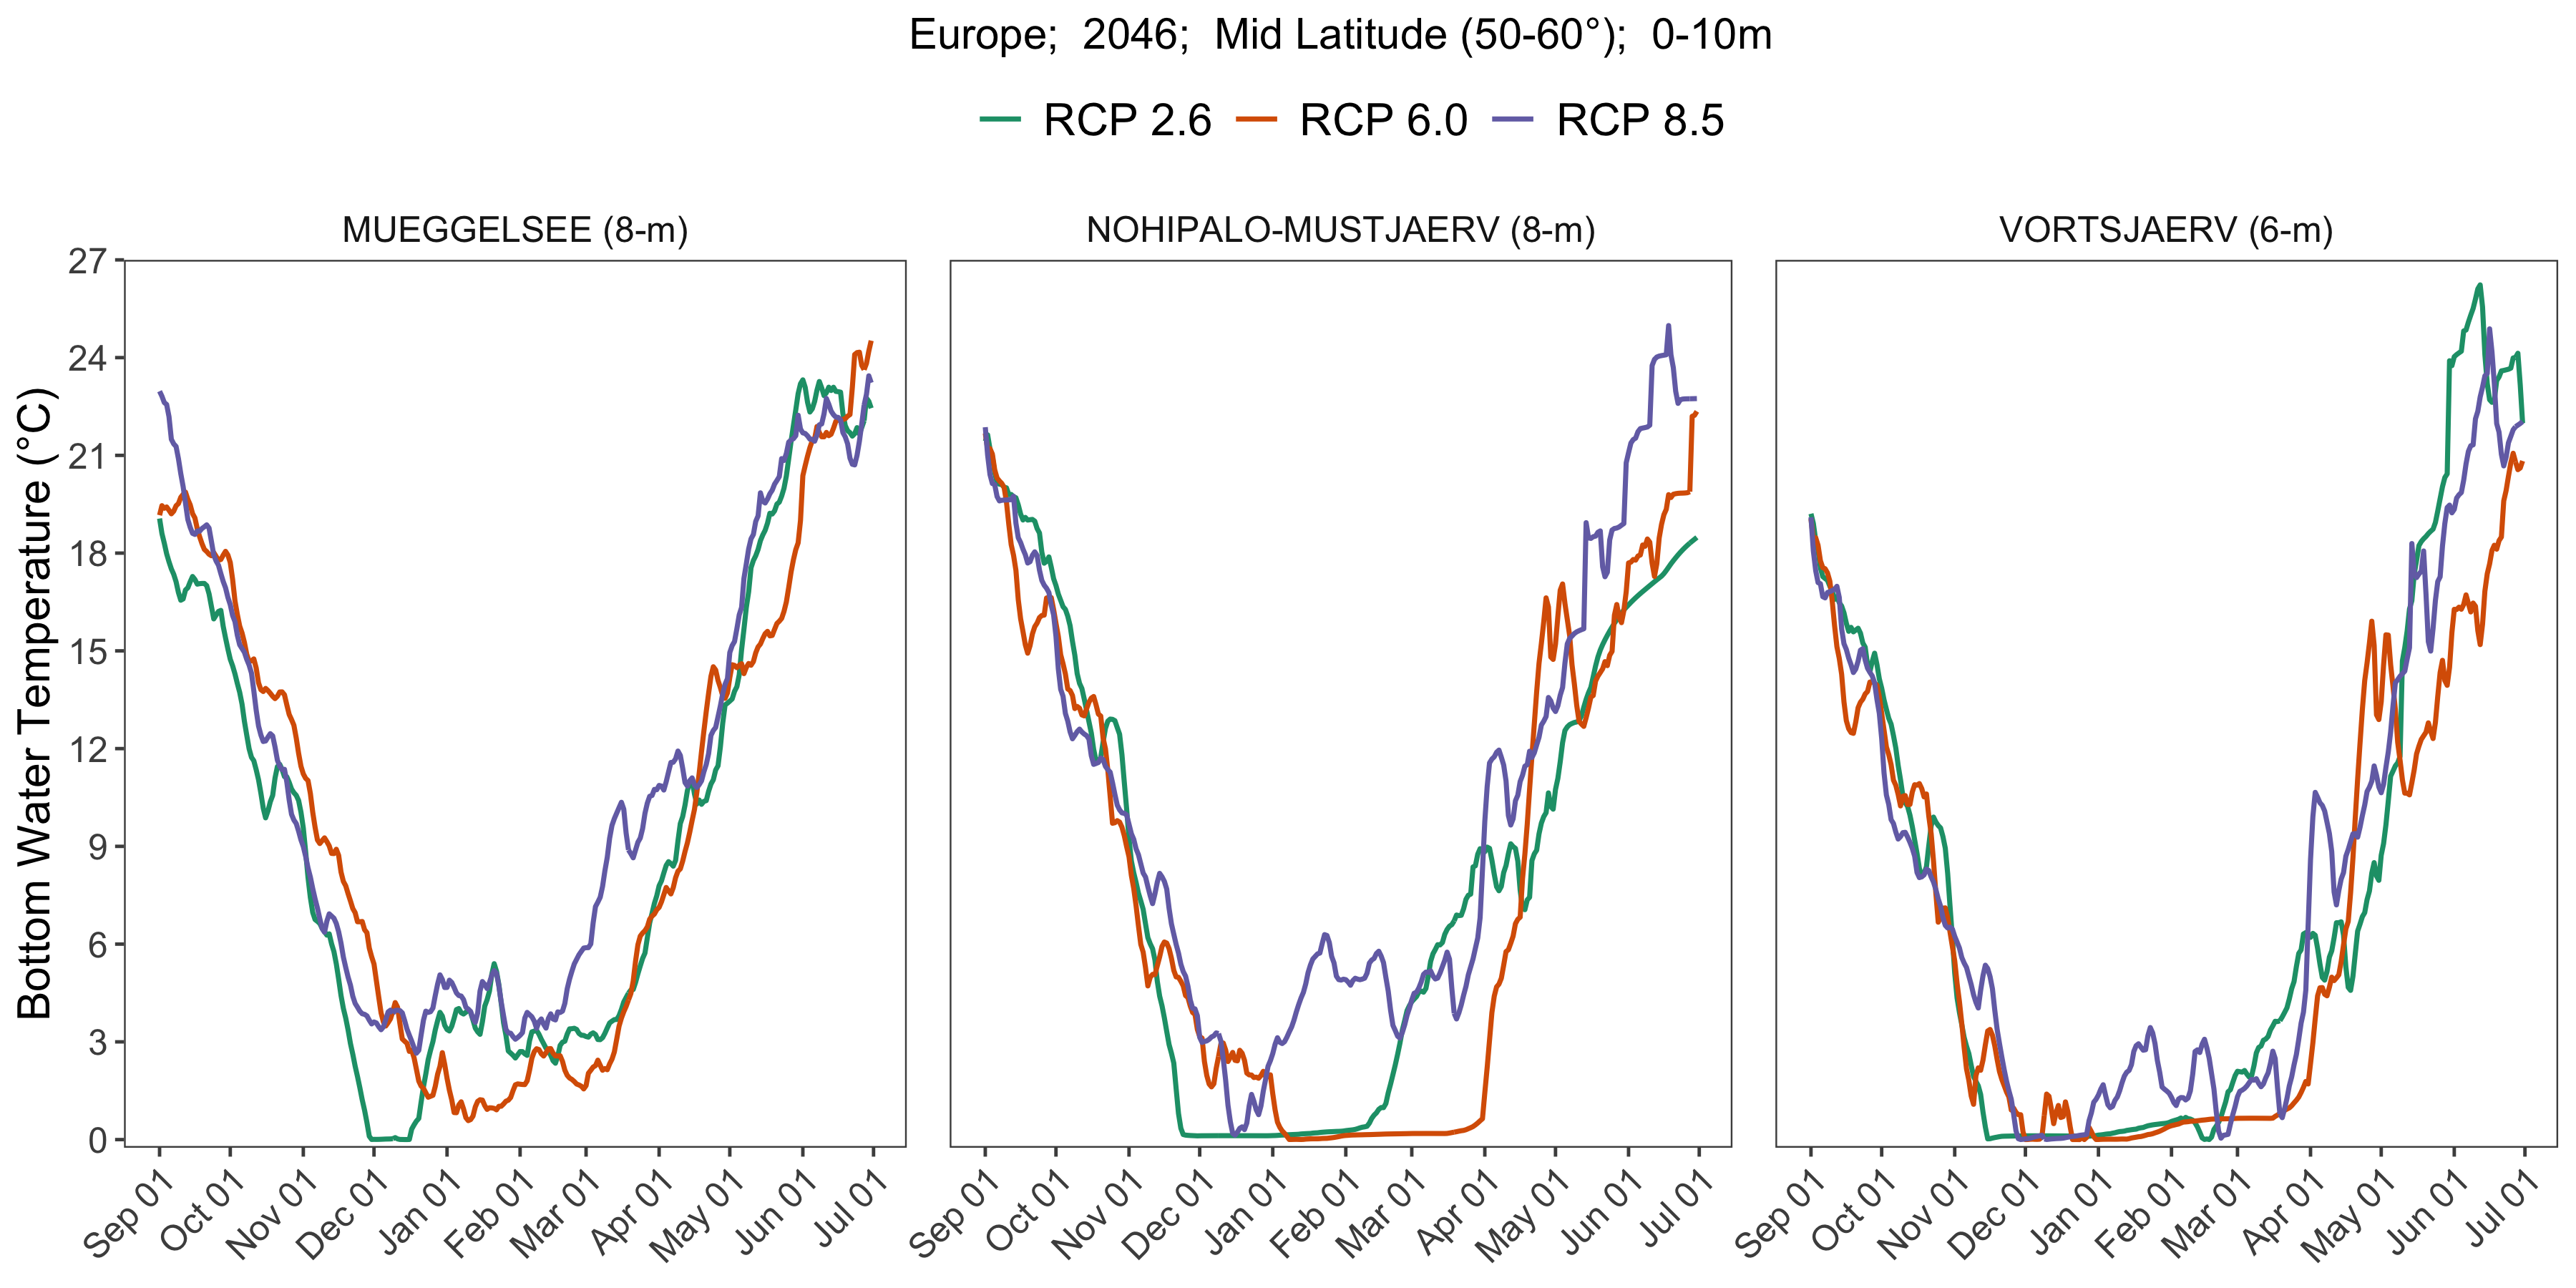 Europe;  2046;  Mid Latitude (50-60°);  0-10m
RCP 2.6 RCP 6.0 RCP 8.5
MUEGGELSEE (8-m)
NOHIPALO-MUSTJAERV (8-m)
VORTSJAERV (6-m)
Bottom Water Temperature (°C)
27
24
21
18
15
12
9
6
3
0
Sep 01 Oct 01 Nov 01 Dec 01 Jan 01 Feb 01 Mar 01 Apr 01 May 01 Jun 01 Jul 01
Sep 01 Oct 01 Nov 01 Dec 01 Jan 01 Feb 01 Mar 01 Apr 01 May 01 Jun 01 Jul 01
Sep 01 Oct 01 Nov 01 Dec 01 Jan 01 Feb 01 Mar 01 Apr 01 May 01 Jun 01 Jul 01